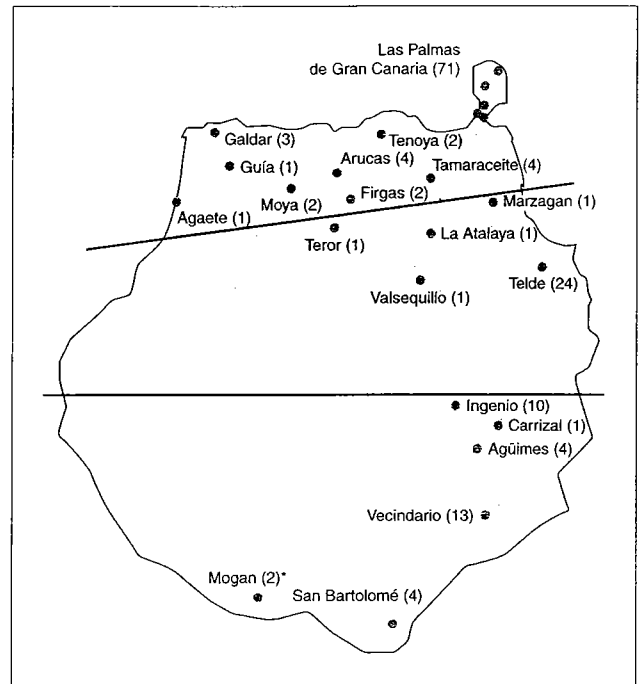 Las Palmas
de Gran Canaria (71)
Galdar (3)
Tenoya (2)
Guía (1)
Arucas (4)
Tamaraceite (4)
Moya (2)
Firgas (2)
Agaete (1)
Marzagan (1)
Teror (1)
La Atalaya (1)
Valsequillo (1)
Telde (24)
Ingenio (10)
Carrizal (1)
Agüimes (4)
Vecindario (13)
Mogan (2)*
San Bartolomé (4)